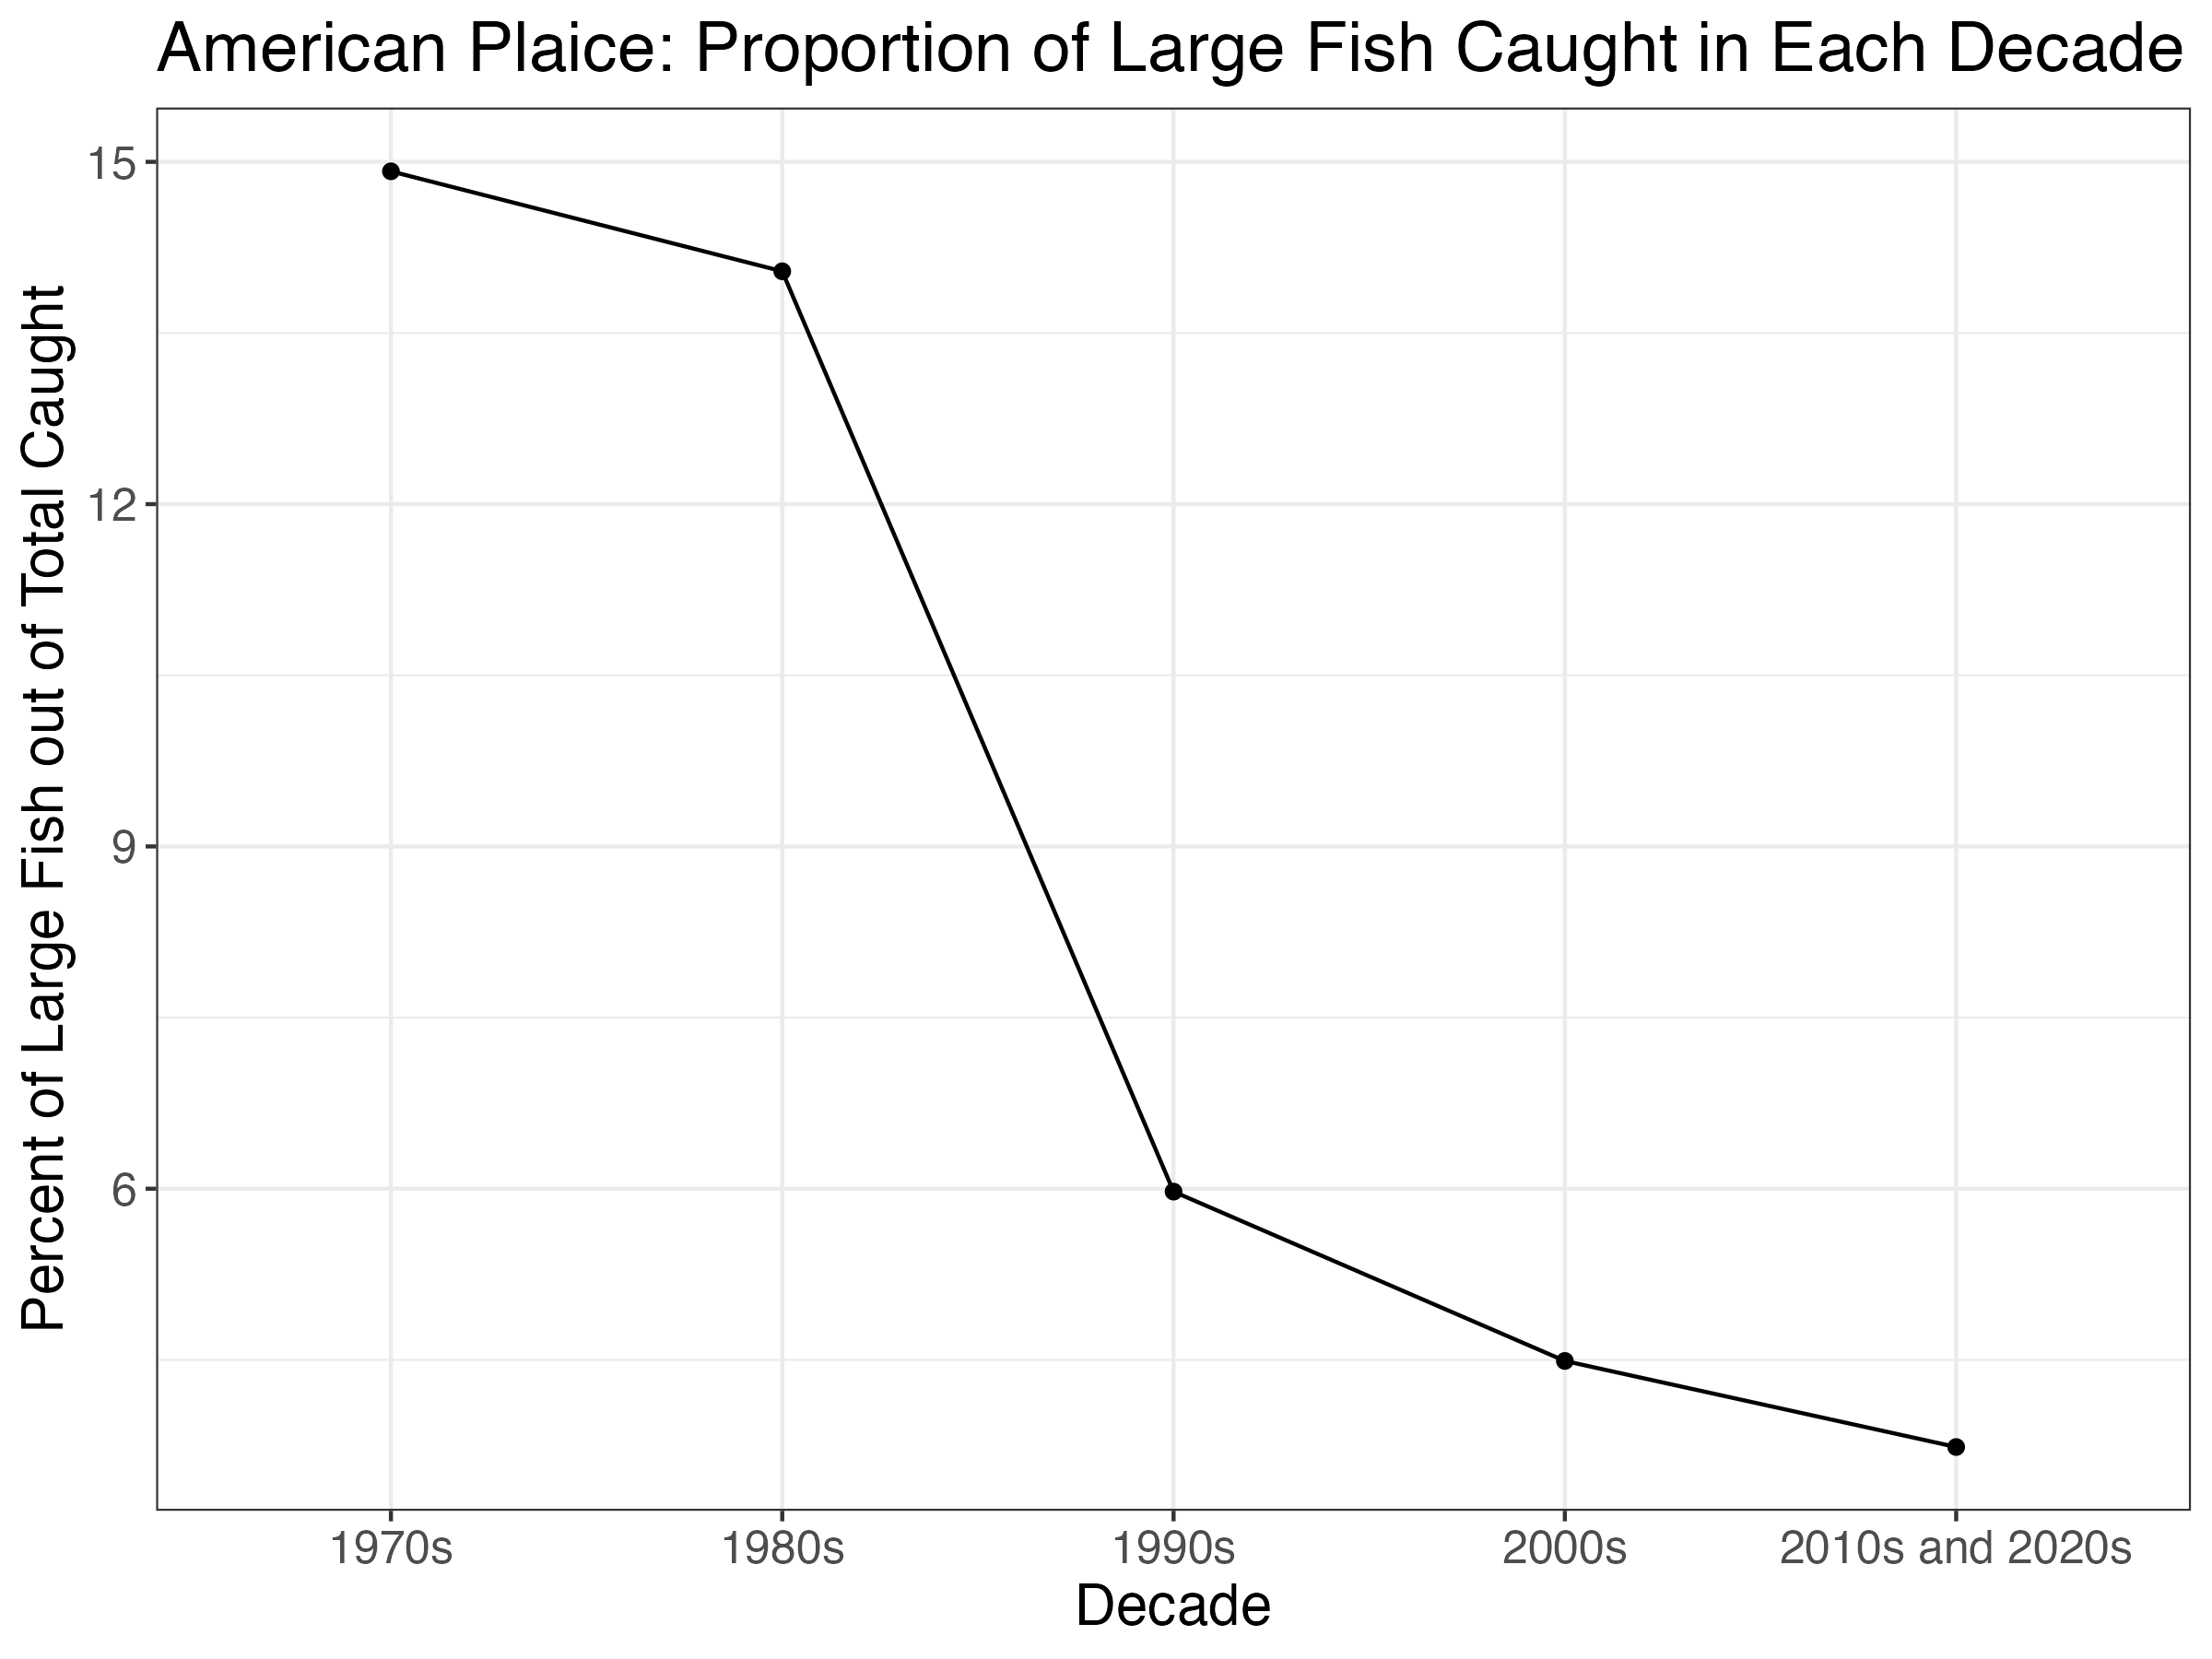 American Plaice: Proportion of Large Fish Caught in Each Decade
Percent of Large Fish out of Total Caught
15
12
9
6
1970s 1980s 1990s 2000s 2010s and 2020s
Decade